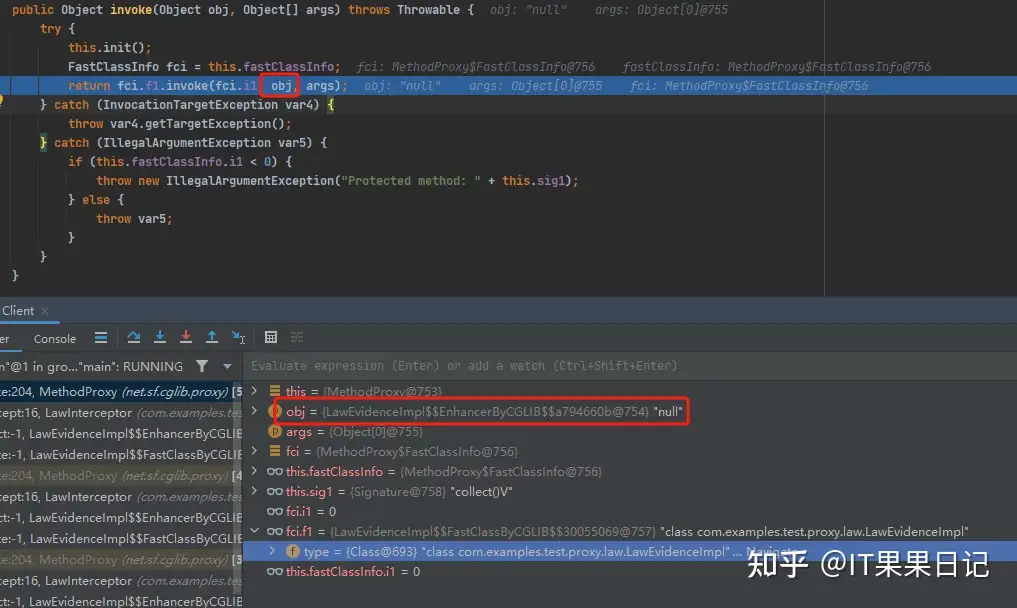 public Object invoke(Object obj, Object[] args) throws Throwable {  obj: "null"    args: Object[0]@755
try {
this.init();
FastClassInfo fci = this.fastClassInfo;  fci: MethodProxy$FastClassInfo@756    fastClassInfo: MethodProxy$FastClassInfo@756
return fci.f1.invoke(fci.i1, obj, args);  obj: "null"    args: Object[0]@755    fci: MethodProxy$FastClassInfo@756
} catch (InvocationTargetException var4) {
throw var4.getTargetException();
} catch (IllegalArgumentException var5) {
if (this.fastClassInfo.i1 < 0) {
throw new IllegalArgumentException("Protected method: " + this.sig1);
} else {
throw var5;
}
}
}
Client ×
er Console
n"@1 in gro..."main": RUNNING
Evaluate expression (Enter) or add a watch (Ctrl+Shift+Enter)
e:204, MethodProxy (net.sf.cglib.proxy) [5
this = {MethodProxy@753}
cept:16, LawInterceptor (com.examples.tes
obj = {LawEvidenceImpl$$EnhancerByCGLIB$$a794660b@754} "null"
ct:-1, LawEvidenceImpl$$EnhancerByCGLIB
args = {Object[0]@755}
ct:-1, LawEvidenceImpl$$FastClassByCGLIB
fci = {MethodProxy$FastClassInfo@756}
e:204, MethodProxy (net.sf.cglib.proxy) [4
this.fastClassInfo = {MethodProxy$FastClassInfo@756}
cept:16, LawInterceptor (com.examples.tes
this.sig1 = {Signature@758} "collect()V"
ct:-1, LawEvidenceImpl$$EnhancerByCGLIB
fci.i1 = 0
ct:-1, LawEvidenceImpl$$FastClassByCGLIB
fci.f1 = {LawEvidenceImpl$$FastClassByCGLIB$$30055069@757} "class com.examples.test.proxy.law.LawEvidenceImpl"
e:204, MethodProxy (net.sf.cglib.proxy) [3
type = {Class@693} "class com.examples.test.proxy.law.LawEvidenceImpl"... Navigate
cept:16, LawInterceptor (com.examples.tes
this.fastClassInfo.i1 = 0
ct:-1, LawEvidenceImpl$$EnhancerByCGLIB
知乎 @IT果果日记